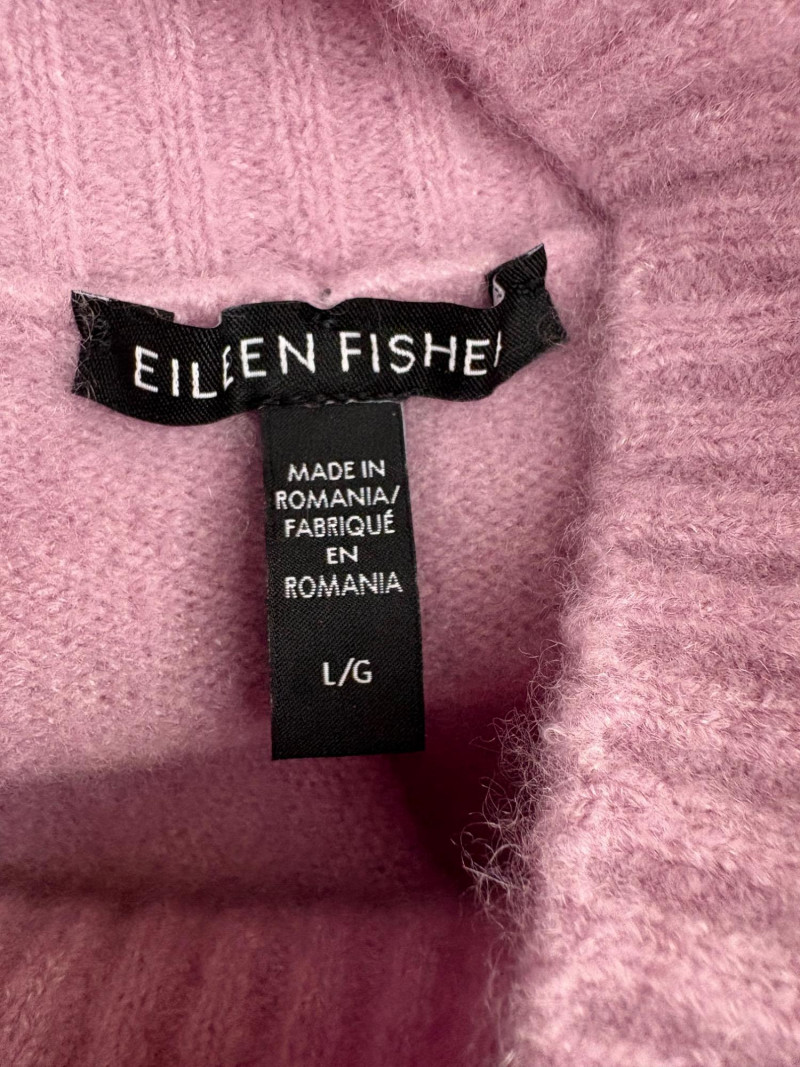 EILEEN FISHER
MADE IN
ROMANIA/
FABRIQUÉ
EN
ROMANIA
L/G